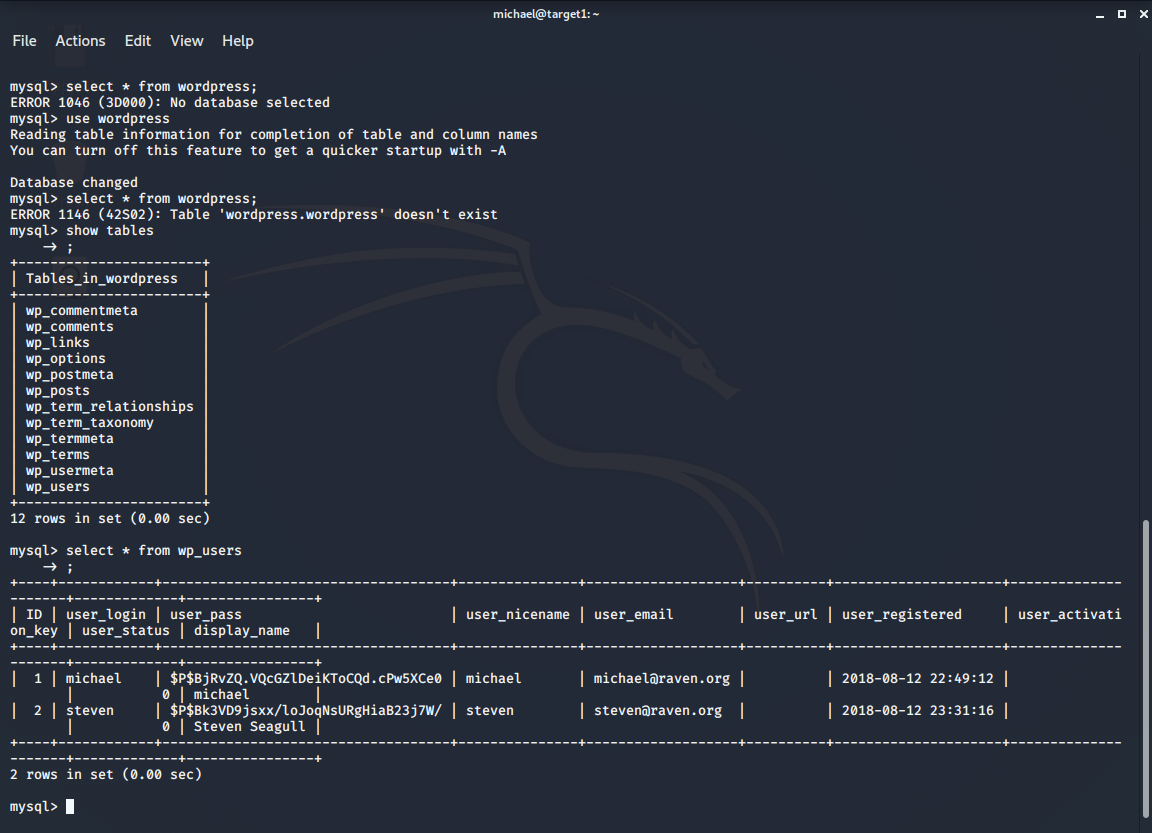 michael@target1: ~
File Actions Edit View Help
mysql> select * from wordpress;
ERROR 1046 (3D000): No database selected
mysql> use wordpress
Reading table information for completion of table and column names
You can turn off this feature to get a quicker startup with -A
Database changed
mysql> select * from wordpress;
ERROR 1146 (42S02): Table 'wordpress.wordpress' doesn't exist
mysql> show tables
    -> ;
+-----------------------+
| Tables_in_wordpress   |
+-----------------------+
| wp_commentmeta        |
| wp_comments           |
| wp_links              |
| wp_options            |
| wp_postmeta           |
| wp_posts              |
| wp_term_relationships |
| wp_term_taxonomy      |
| wp_termmeta           |
| wp_terms              |
| wp_usermeta           |
| wp_users              |
+-----------------------+
12 rows in set (0.00 sec)
mysql> select * from wp_users
    -> ;
+----+------------+------------------------------------+---------------+-------------------+----------+---------------------+--------------
-------+-------------+----------------+
| ID | user_login | user_pass                          | user_nicename | user_email        | user_url | user_registered     | user_activati
on_key | user_status | display_name   |
+----+------------+------------------------------------+---------------+-------------------+----------+---------------------+--------------
-------+-------------+----------------+
|  1 | michael    | $P$BjRvZQ.VQcGZlDeiKToCQd.cPw5XCe0 | michael       | michael@raven.org |          | 2018-08-12 22:49:12 |
       |           0 | michael        |
|  2 | steven     | $P$Bk3VD9jsxx/loJoqNsURgHiaB23j7W/ | steven        | steven@raven.org  |          | 2018-08-12 23:31:16 |
       |           0 | Steven Seagull |
+----+------------+------------------------------------+---------------+-------------------+----------+---------------------+--------------
-------+-------------+----------------+
2 rows in set (0.00 sec)
mysql>